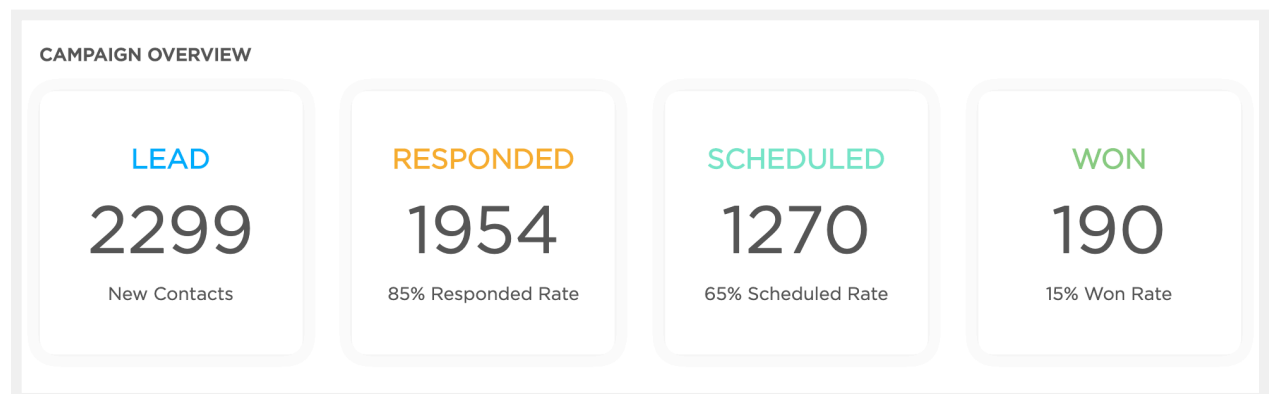 CAMPAIGN OVERVIEW
LEAD
2299
New Contacts
RESPONDED
1954
85% Responded Rate
SCHEDULED
1270
65% Scheduled Rate
WON
190
15% Won Rate